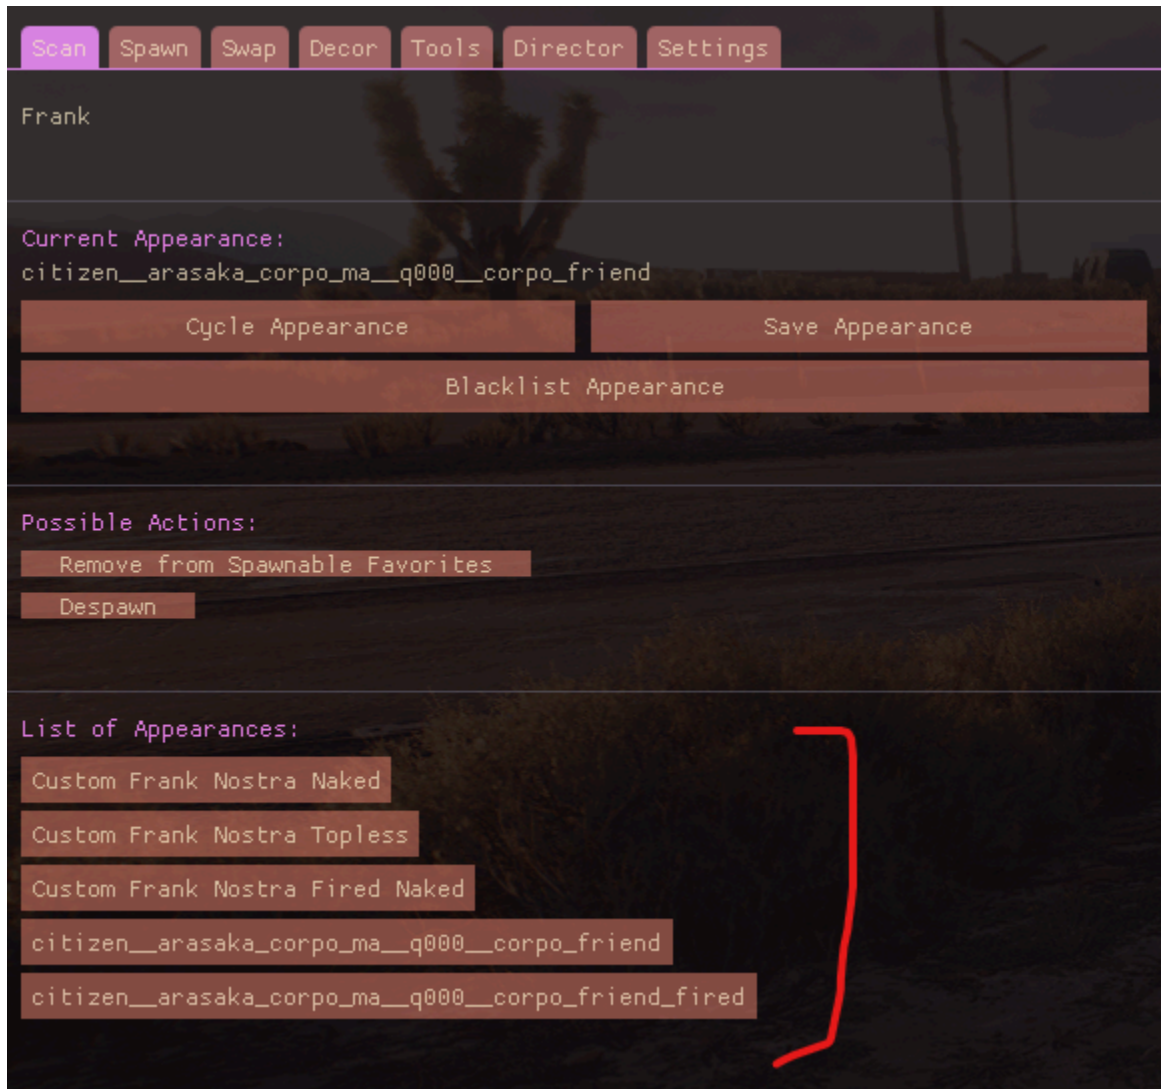 Scan Spawn Swap Decor Tools Director Settings
Frank
Current Appearance:
citizen__arasaka_corpo_ma__q000__corpo_friend
Cycle Appearance Save Appearance
Blacklist Appearance
Possible Actions:
Remove from Spawnable Favorites
Despawn
List of Appearances:
Custom Frank Nostra Naked
Custom Frank Nostra Topless
Custom Frank Nostra Fired Naked
citizen__arasaka_corpo_ma__q000__corpo_friend
citizen__arasaka_corpo_ma__q000__corpo_friend_fired